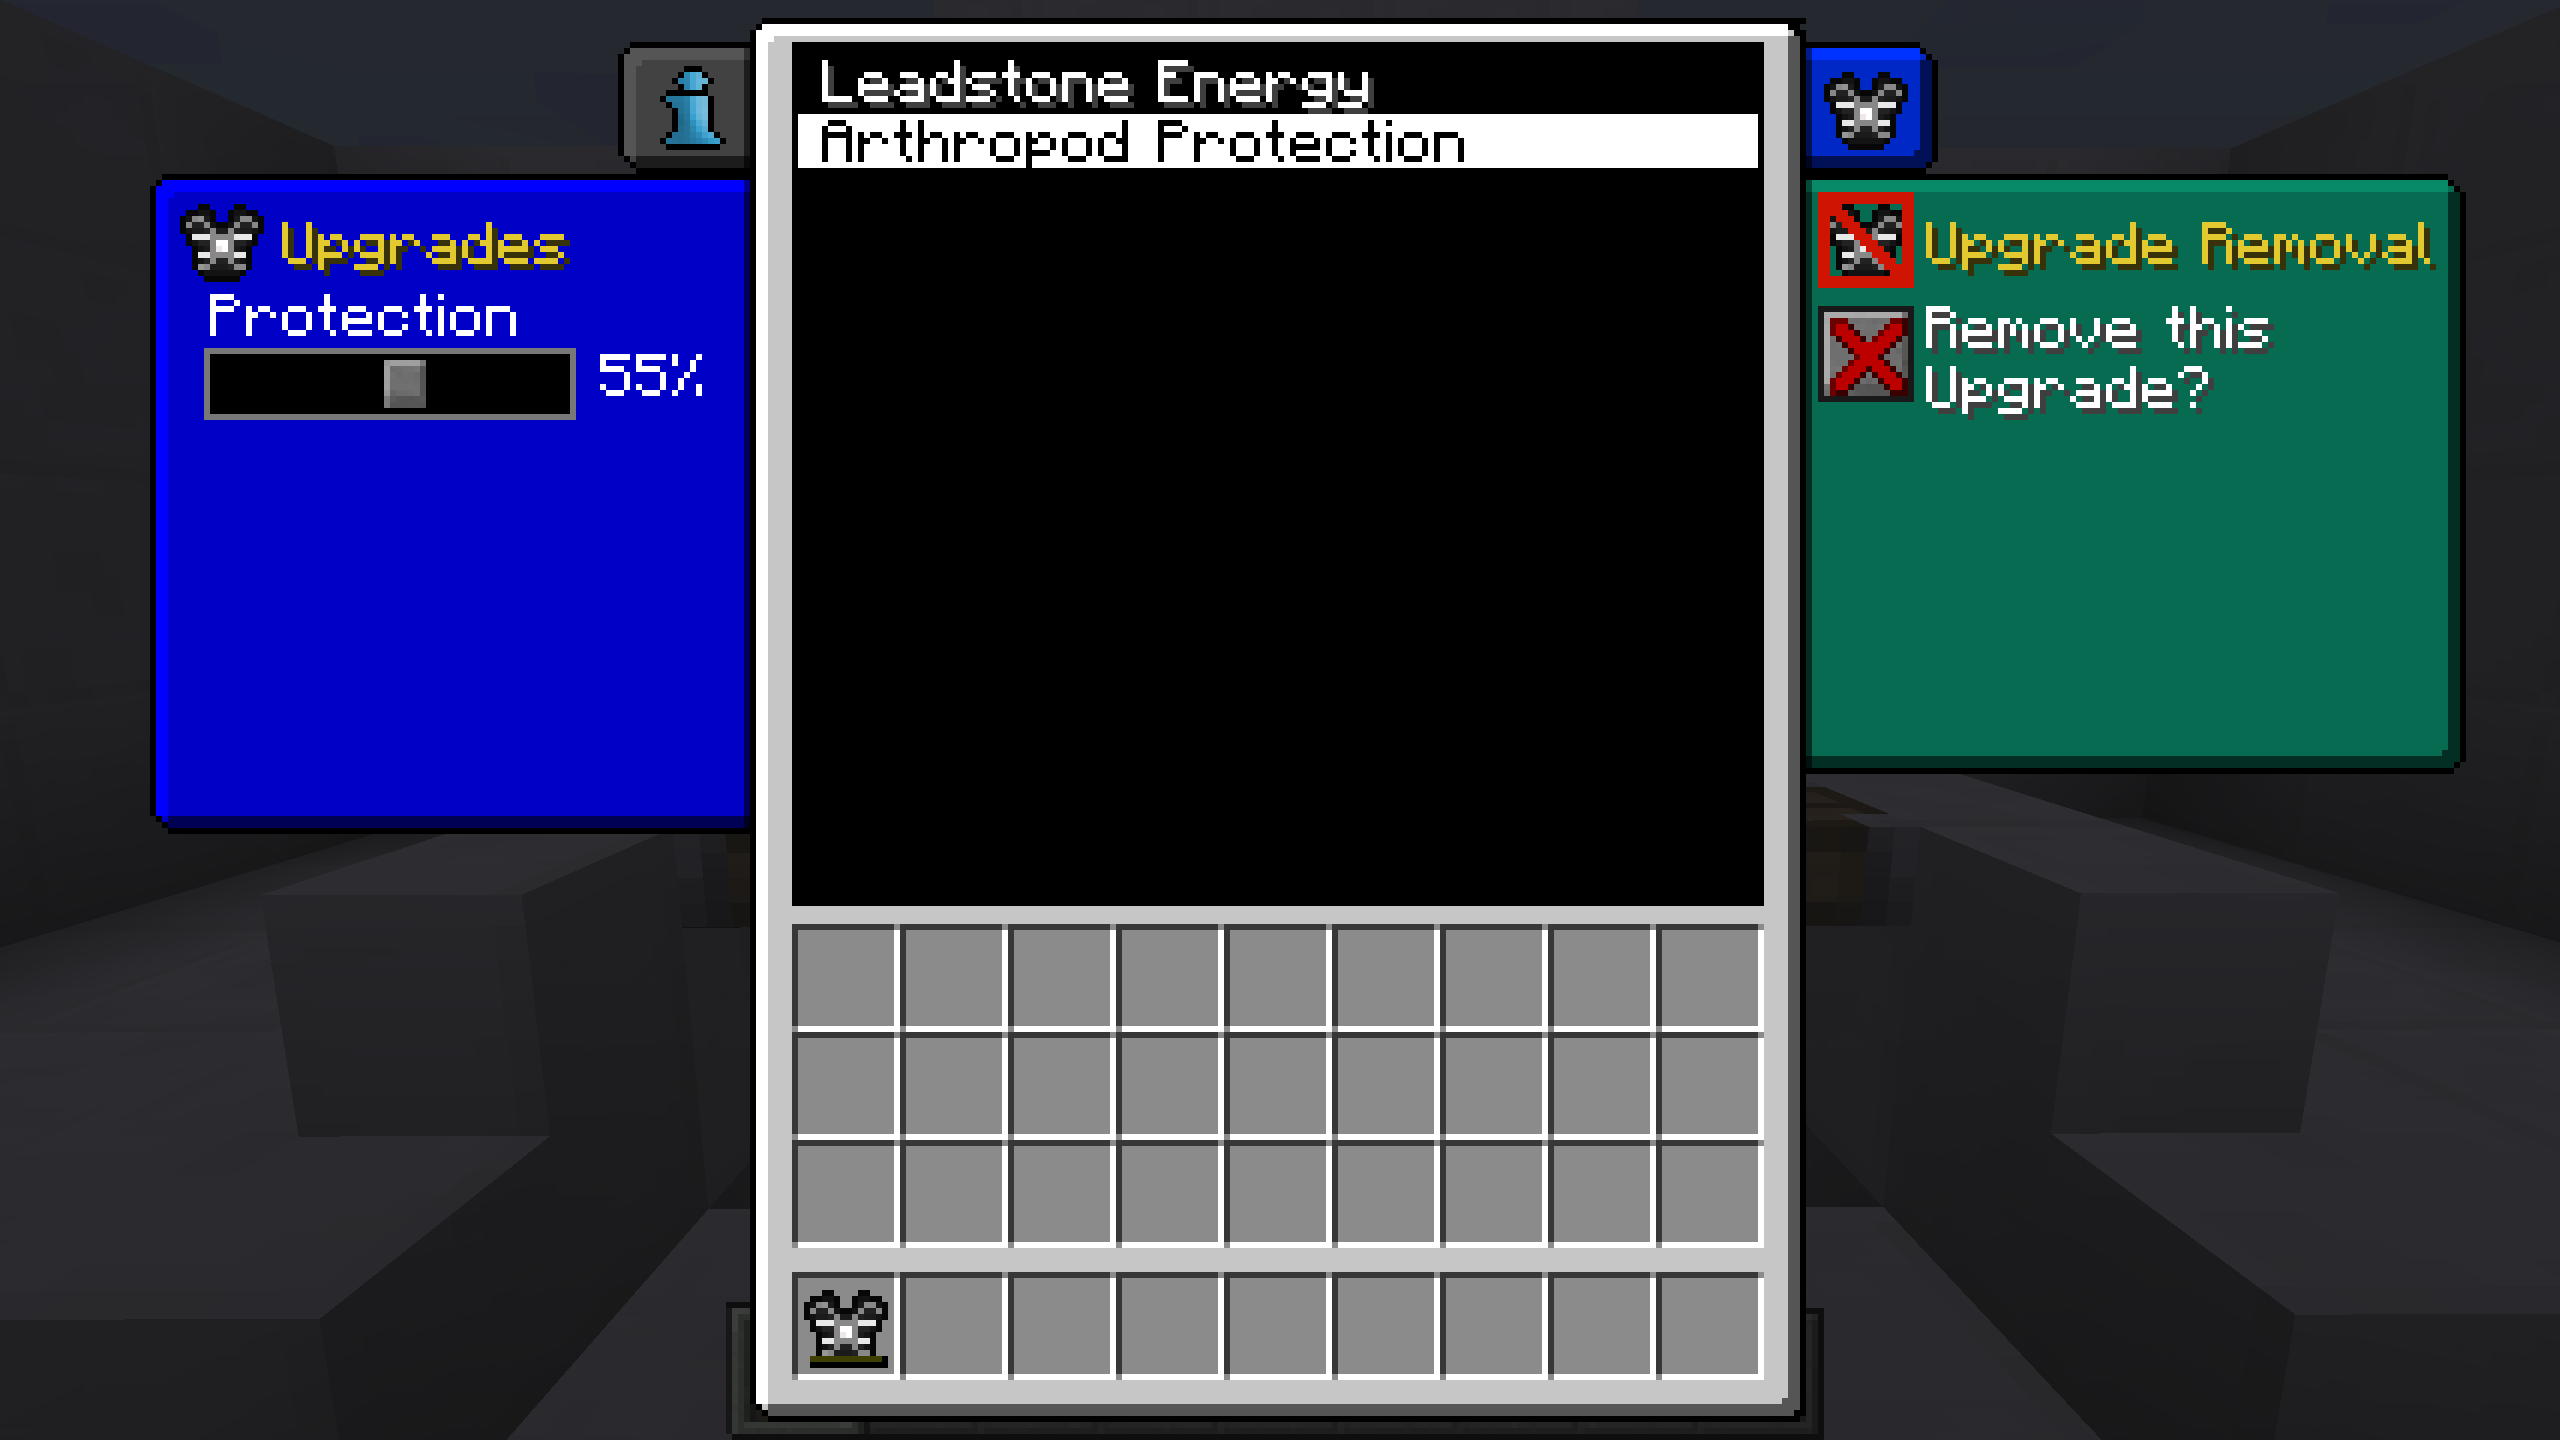 Leadstone Energy
Arthropod Protection
Upgrades
Protection
55%
Upgrade Removal
Remove this
Upgrade?